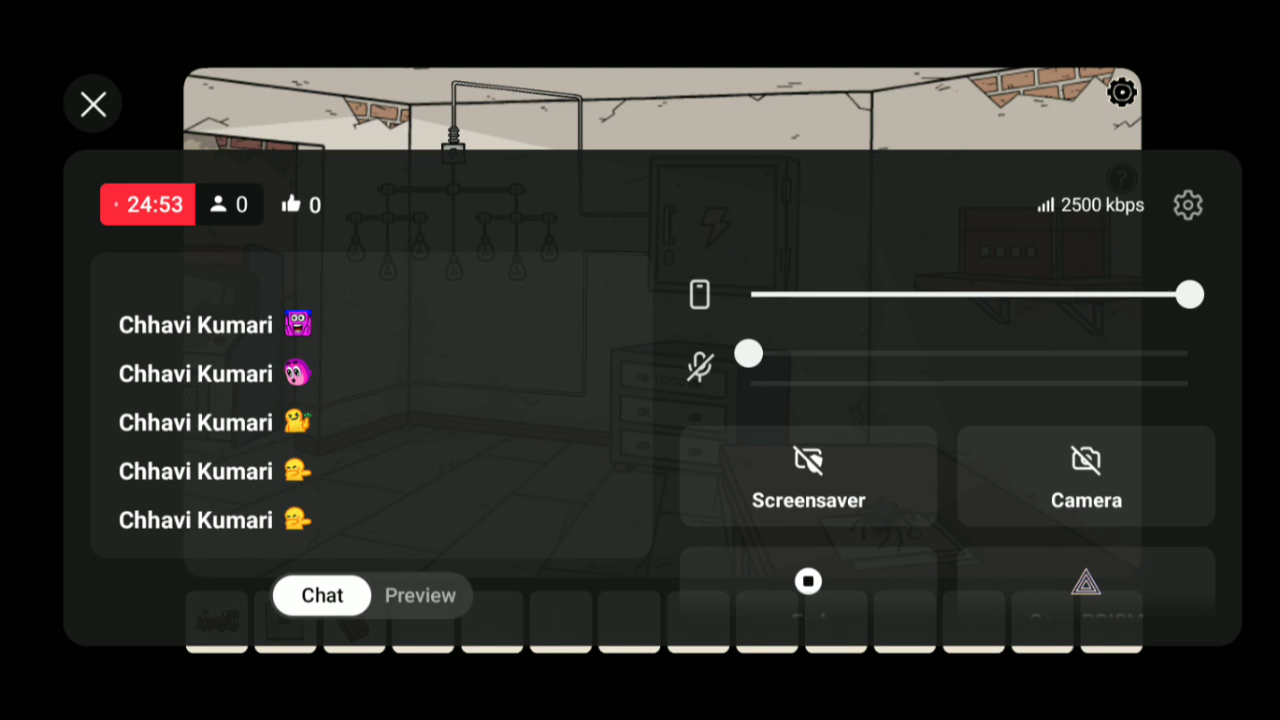 24:53 0 0
2500 kbps
Chhavi Kumari
Chhavi Kumari
Chhavi Kumari
Chhavi Kumari
Chhavi Kumari
Screensaver
Camera
Chat
Preview